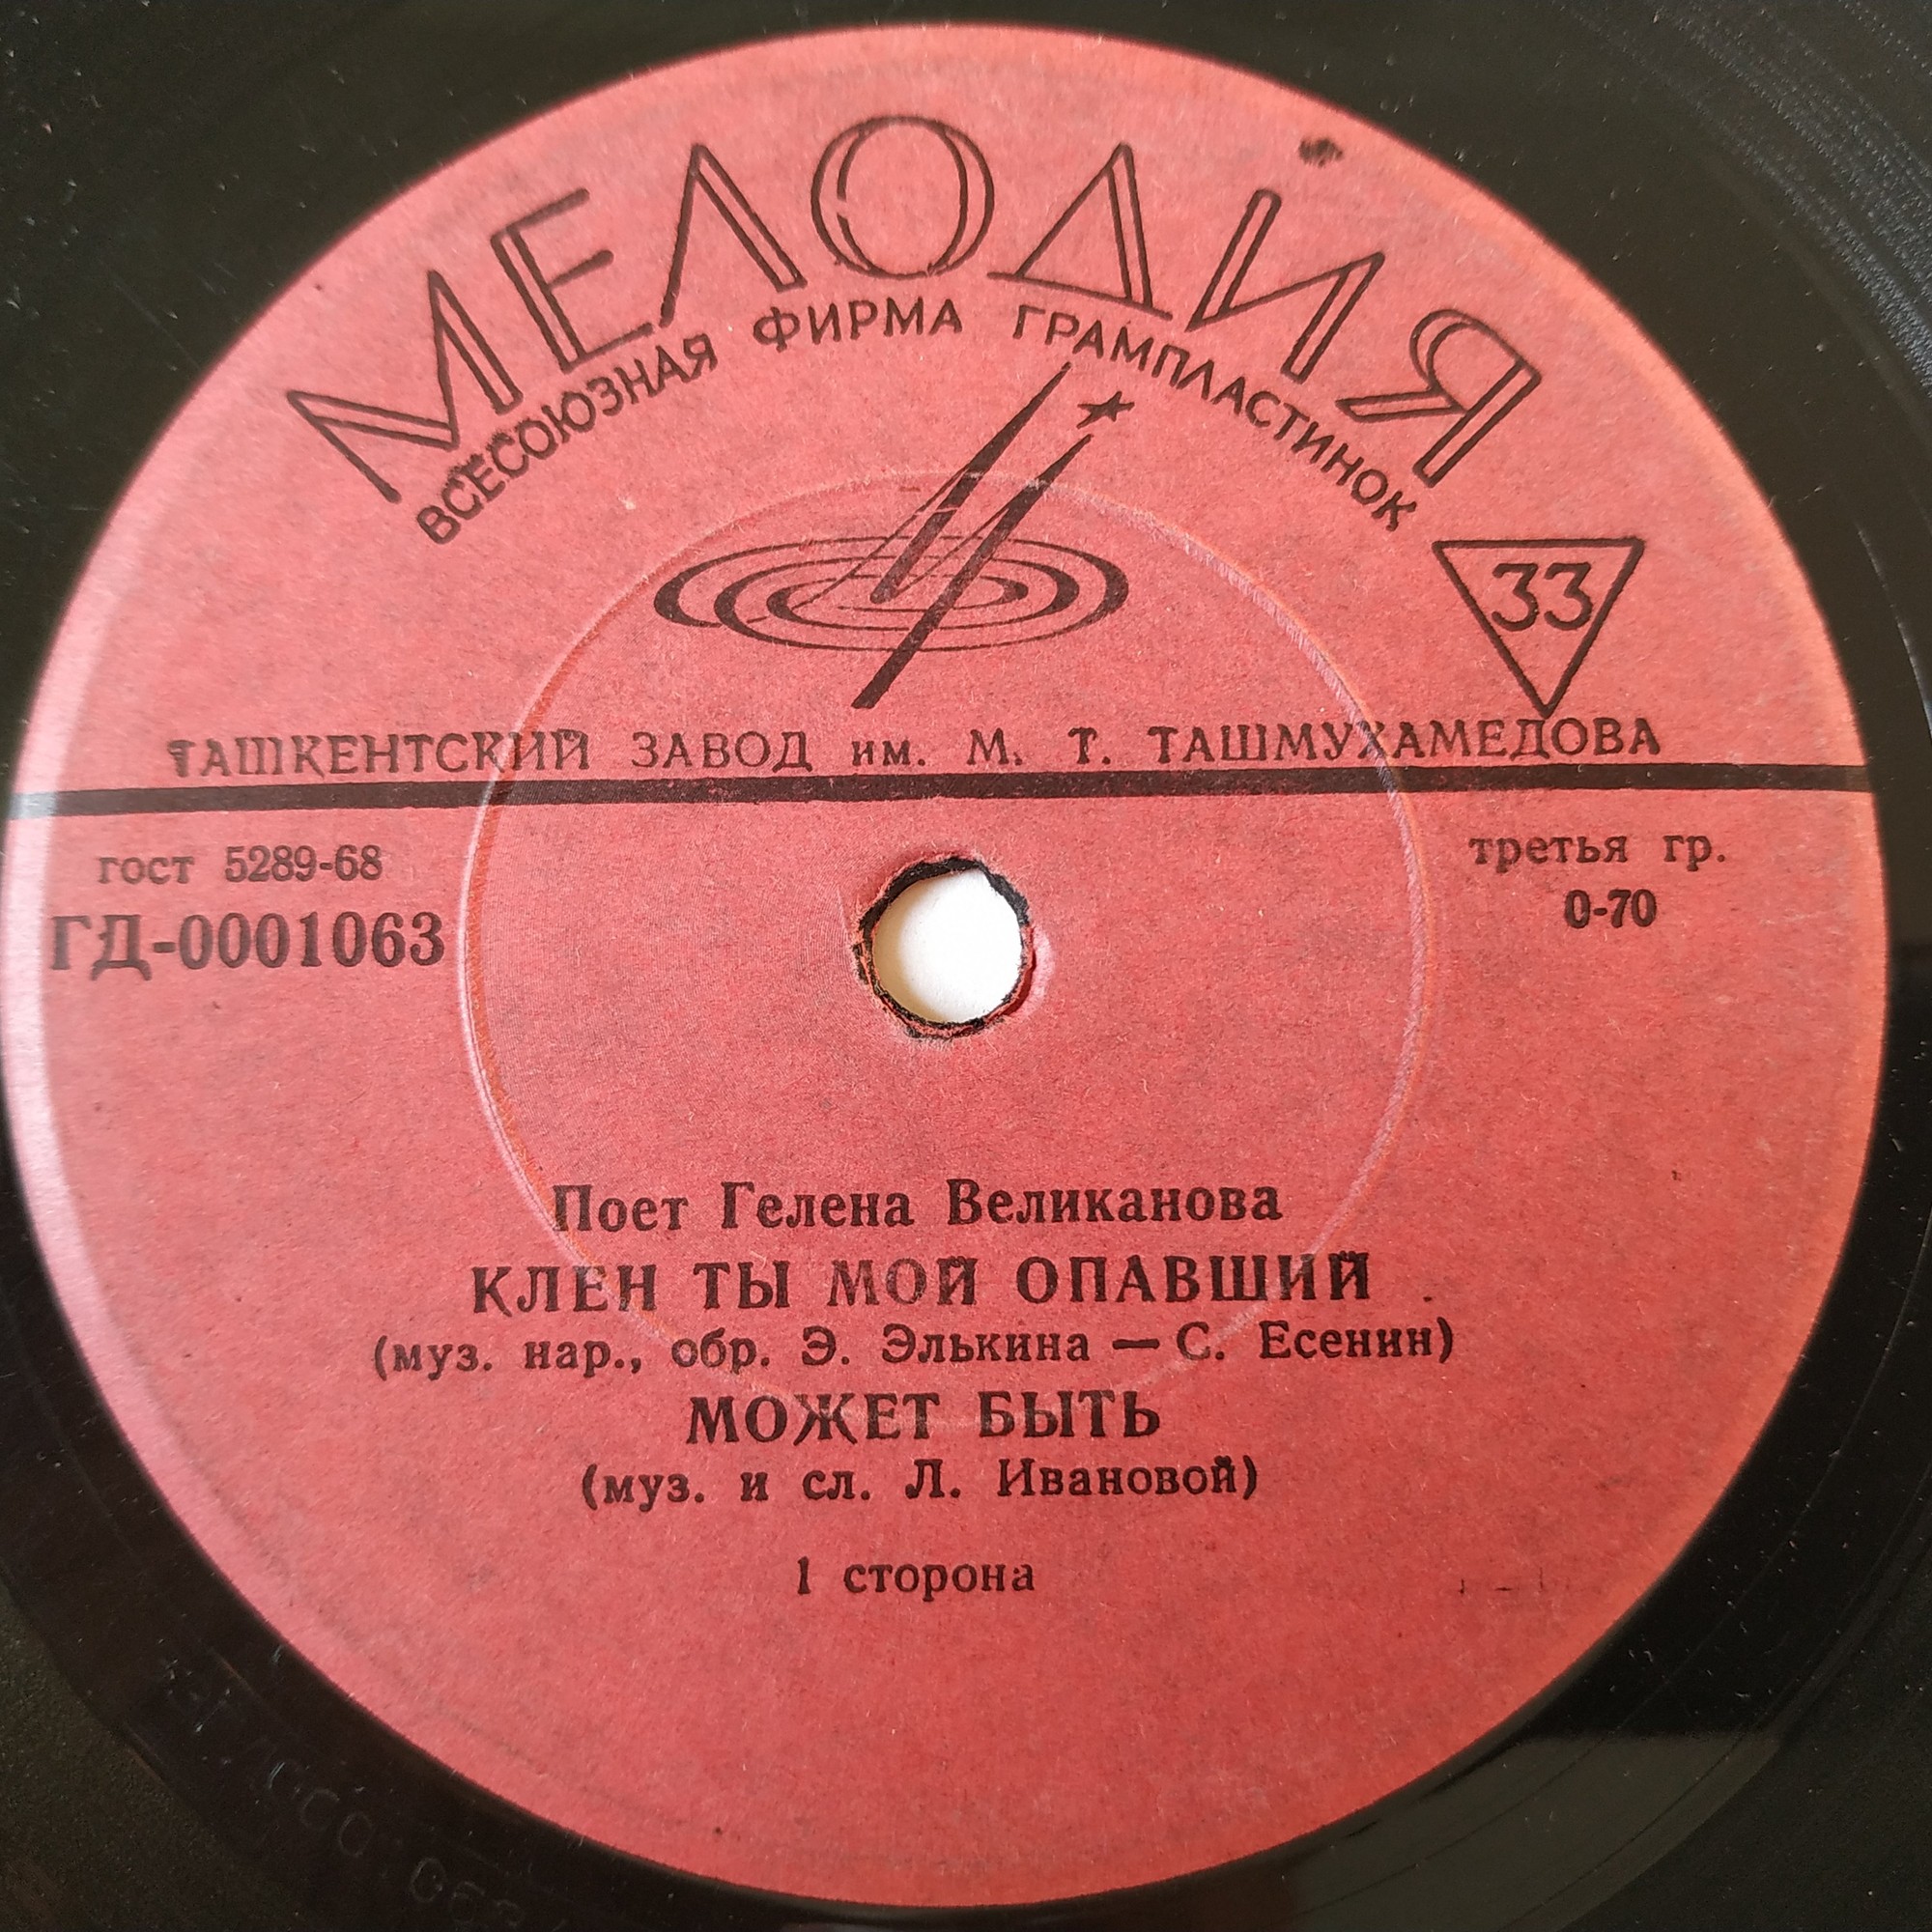 МЕЛОДИЯ
ВСЕСОЮЗНАЯ ФИРМА ГРАМПЛАСТИНОК
33
ТАШКЕНТСКИЙ ЗАВОД им. М. Т. ТАШМУХАМЕДОВА
гост 5289-68
ГД-0001063
третья гр.
0-70
Поет Гелена Великанова
КЛЕН ТЫ МОЙ ОПАВШИЙ
(муз. нар., обр. Э. Элькина — С. Есенин)
МОЖЕТ БЫТЬ
(муз. и сл. Л. Ивановой)
1 сторона